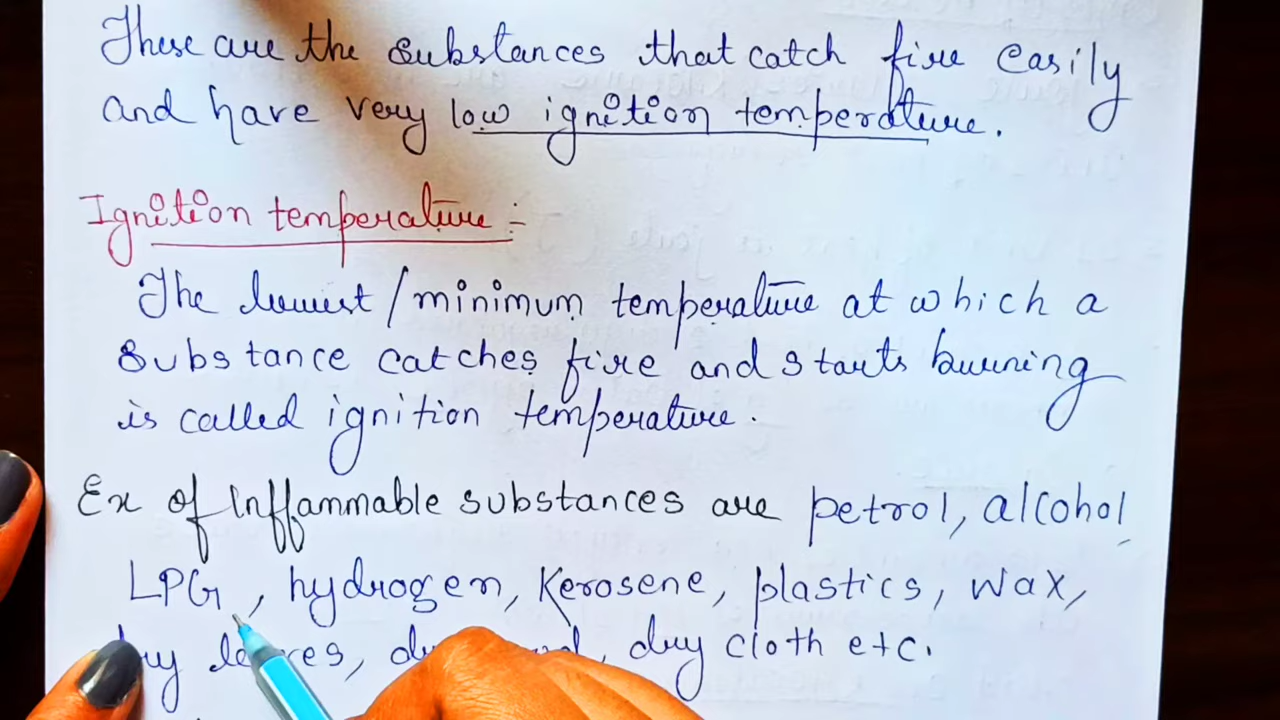 These are the substances that catch fire easily
and have very low ignition temperature.
Ignition temperature :-
The lowest/minimum temperature at which a
substance catches fire and starts burning
is called ignition temperature.
Ex of inflammable substances are petrol, alcohol,
LPG, hydrogen, kerosene, plastics, wax,
dry cloth etc.